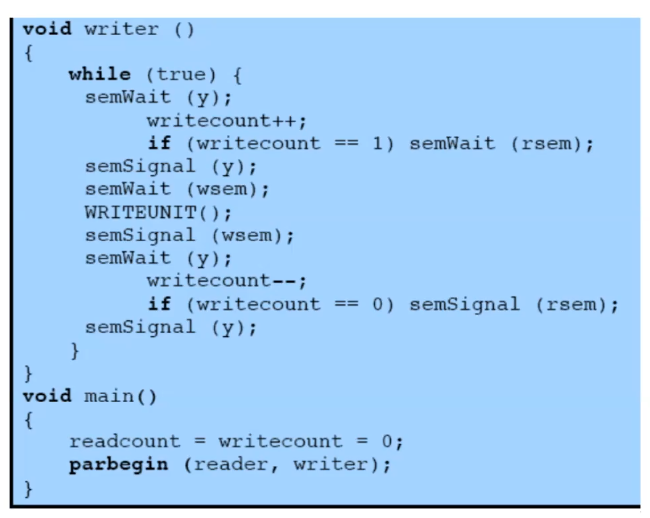 void writer ()
{
while (true) {
semWait (y);
writecount++;
if (writecount == 1) semWait (rsem);
semSignal (y);
semWait (wsem);
WRITEUNIT();
semSignal (wsem);
semWait (y);
writecount--;
if (writecount == 0) semSignal (rsem);
semSignal (y);
}
}
void main()
{
readcount = writecount = 0;
parbegin (reader, writer);
}